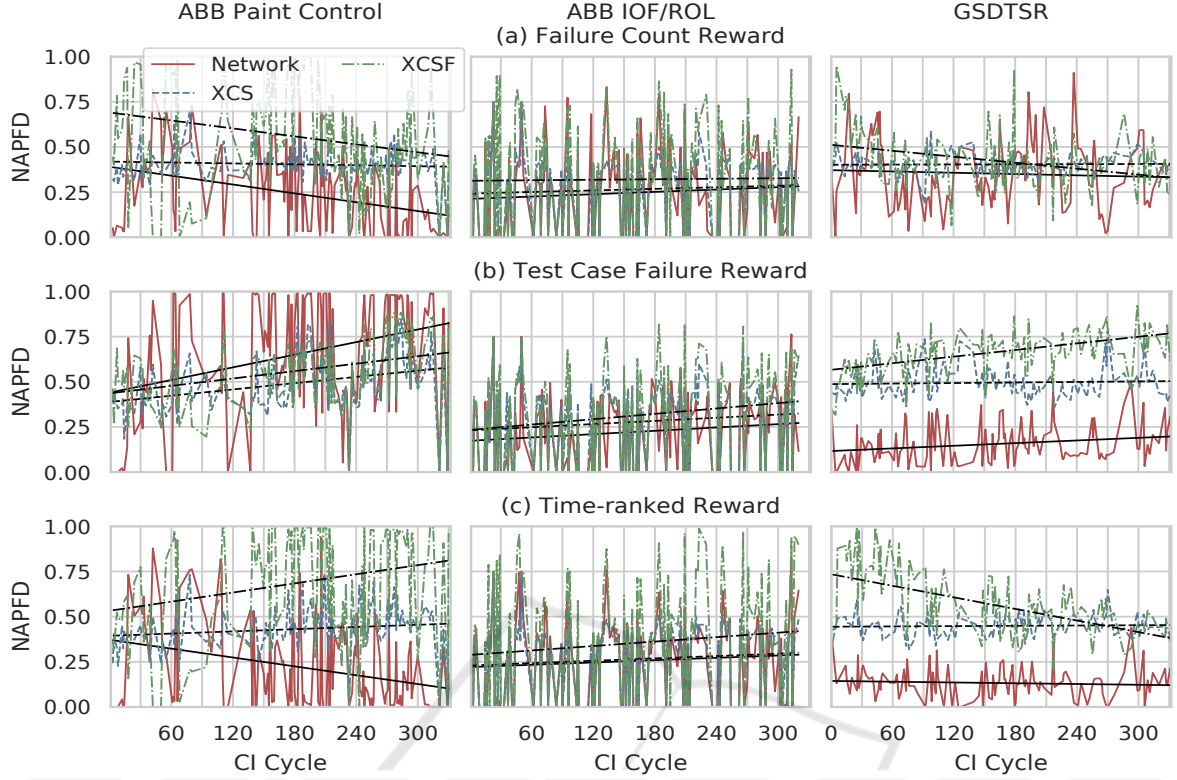 ABB Paint Control ABB IOF/ROL GSDTSR
(a) Failure Count Reward
Network XCSF
XCS
1.00
0.75
0.50
0.25
0.00
NAPFD
(b) Test Case Failure Reward
1.00
0.75
0.50
0.25
0.00
NAPFD
(c) Time-ranked Reward
1.00
0.75
0.50
0.25
0.00
NAPFD
60 120 180 240 300 60 120 180 240 300 0 60 120 180 240 300
CI Cycle CI Cycle CI Cycle